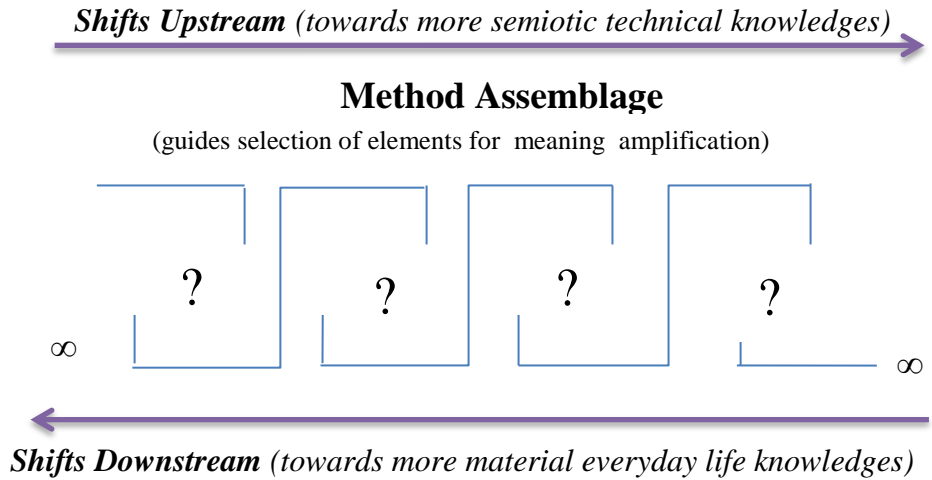 Shifts Upstream (towards more semiotic technical knowledges)
Method Assemblage
(guides selection of elements for meaning amplification)
? ? ? ?
∞ ∞
Shifts Downstream (towards more material everyday life knowledges)